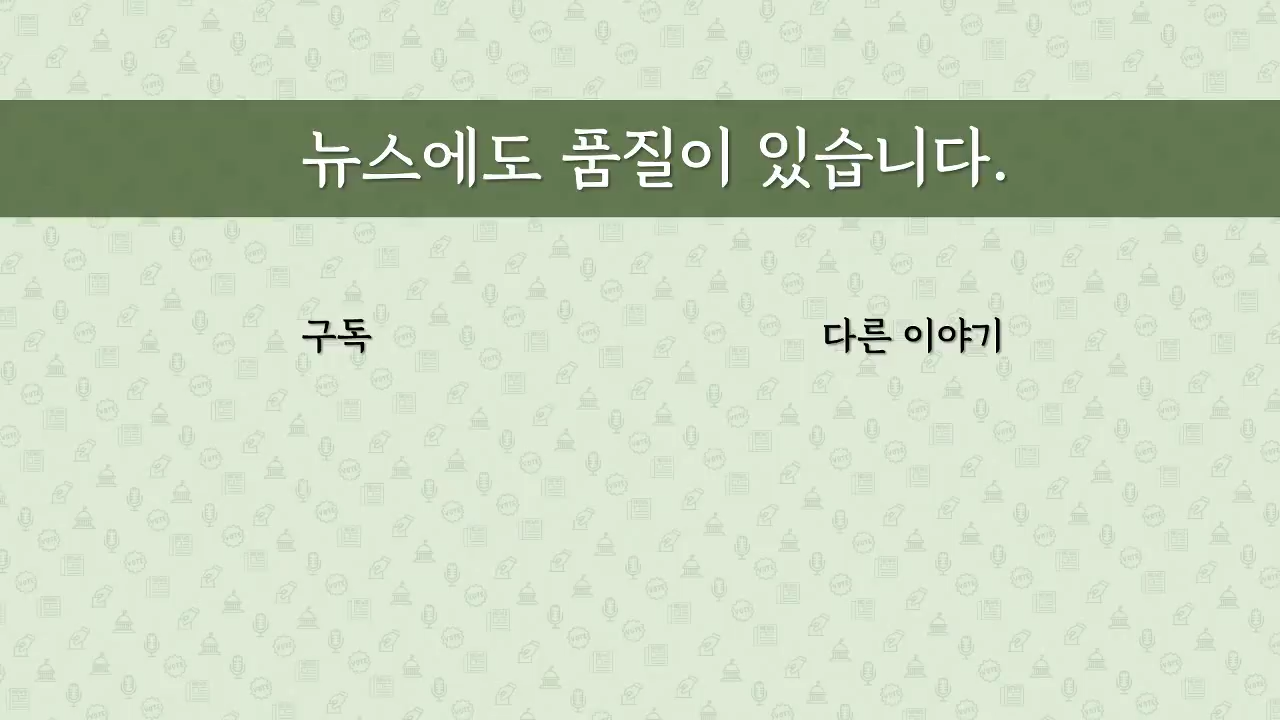 뉴스에도 품질이 있습니다.
구독
다른 이야기